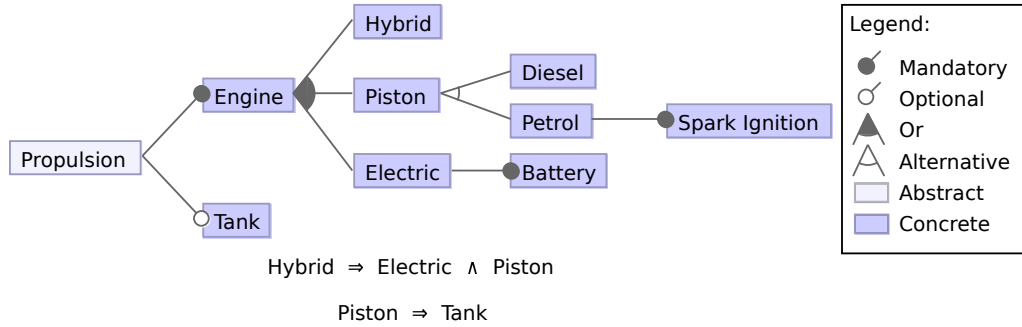 Hybrid
Engine
Piston
Diesel
Petrol
Spark Ignition
Propulsion
Electric
Battery
Tank
Hybrid ⇒ Electric ∧ Piston
Piston ⇒ Tank
Legend:
Mandatory
Optional
Or
Alternative
Abstract
Concrete